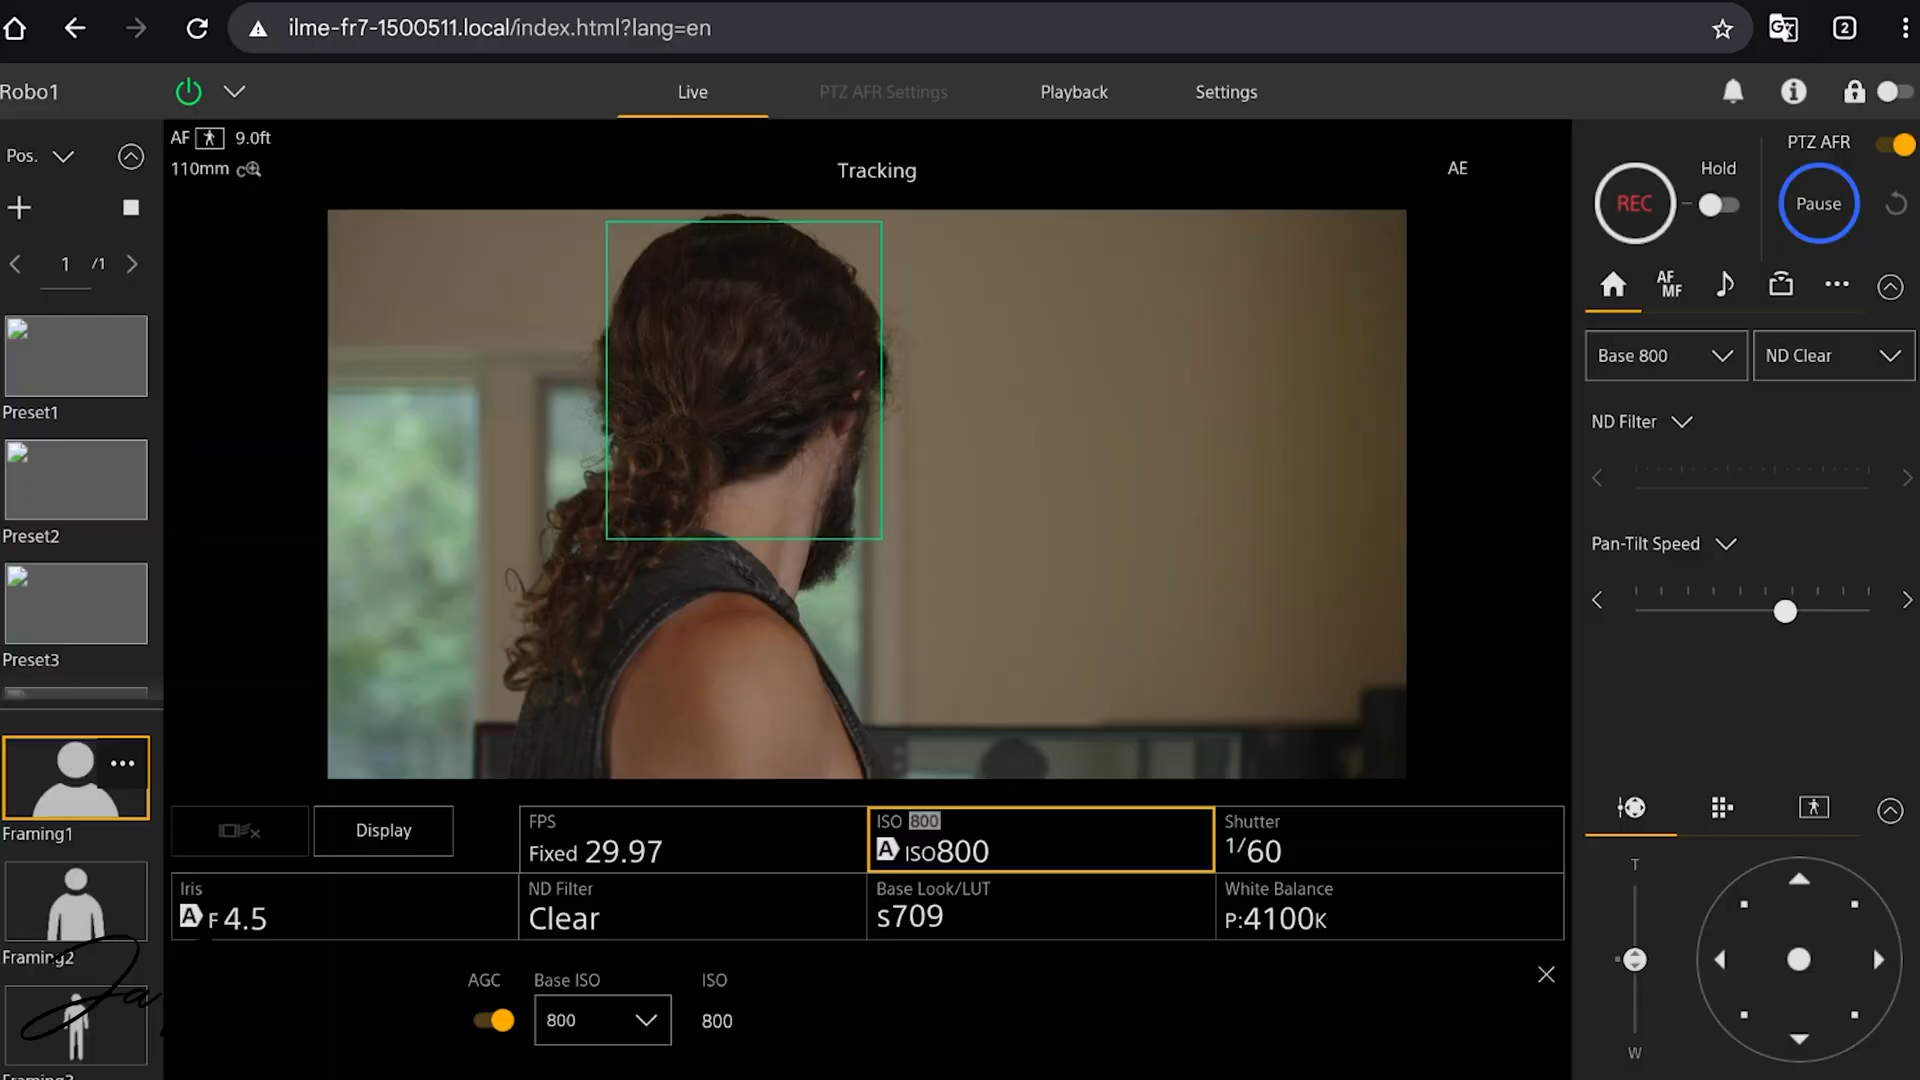 ilme-fr7-1500511.local/index.html?lang=en
2
Robo1
Live
PTZ AFR Settings
Playback
Settings
Pos.
1 /1
Preset1
Preset2
Preset3
Framing1
Framing2
AF 9.0ft
110mm C
Tracking
AE
REC
Hold
PTZ AFR
Pause
AF
MF
Base 800
ND Clear
ND Filter
Pan-Tilt Speed
T
W
Display
FPS
Fixed 29.97
ISO 800
A ISO800
Shutter
1/60
Iris
A F 4.5
ND Filter
Clear
Base Look/LUT
s709
White Balance
P:4100K
AGC
Base ISO
800
ISO
800